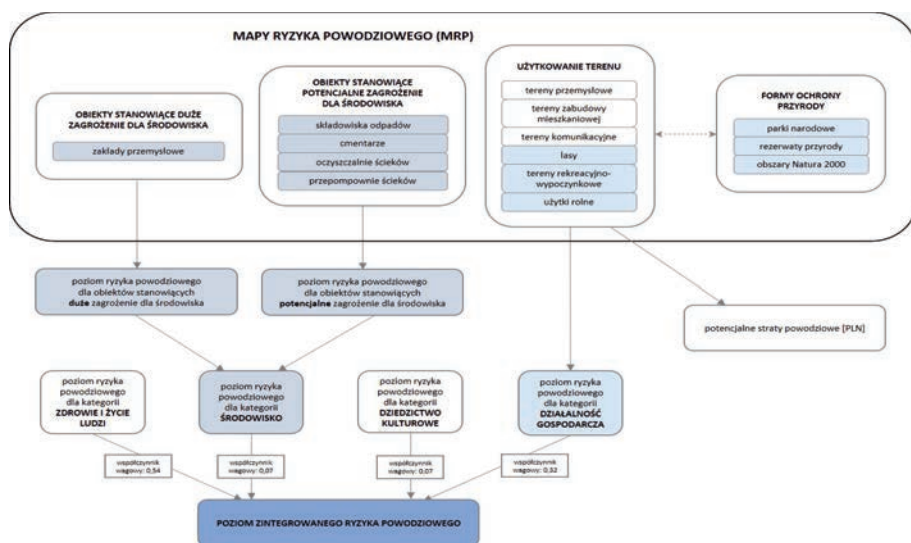 MAPY RYZYKA POWODZIOWEGO (MRP)
OBIEKTY STANOWIĄCE DUŻE
ZAGROŻENIE DLA ŚRODOWISKA
zakłady przemysłowe
OBIEKTY STANOWIĄCE
POTENCJALNE ZAGROŻENIE
DLA ŚRODOWISKA
składowiska odpadów
cmentarze
oczyszczalnie ścieków
przepompownie ścieków
UŻYTKOWANIE TERENU
tereny przemysłowe
tereny zabudowy
mieszkaniowej
tereny komunikacyjne
lasy
tereny rekreacyjno-
wypoczynkowe
użytki rolne
FORMY OCHRONY
PRZYRODY
parki narodowe
rezerwaty przyrody
obszary Natura 2000
poziom ryzyka powodziowego
dla obiektów stanowiących
duże zagrożenie dla środowiska
poziom ryzyka powodziowego
dla obiektów stanowiących
potencjalne zagrożenie dla środowiska
potencjalne straty powodziowe [PLN]
poziom ryzyka
powodziowego
dla kategorii
ZDROWIE I ŻYCIE
LUDZI
poziom ryzyka
powodziowego
dla kategorii
ŚRODOWISKO
poziom ryzyka
powodziowego
dla kategorii
DZIEDZICTWO
KULTUROWE
poziom ryzyka
powodziowego
dla kategorii
DZIAŁALNOŚĆ
GOSPODARCZA
współczynnik
wagowy: 0,54
współczynnik
wagowy: 0,07
współczynnik
wagowy: 0,07
współczynnik
wagowy: 0,32
POZIOM ZINTEGROWANEGO RYZYKA POWODZIOWEGO